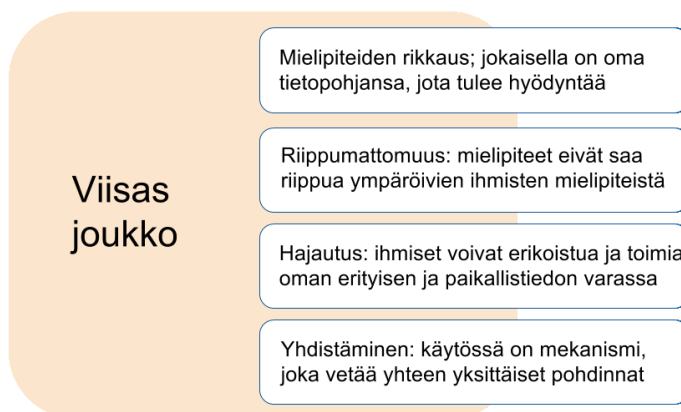 Viisas
joukko
Mielipiteiden rikkaus; jokaisella on oma
tietopohjansa, jota tulee hyödyntää
Riippumattomuus: mielipiteet eivät saa
riippua ympäröivien ihmisten mielipiteistä
Hajautus: ihmiset voivat erikoistua ja toimia
oman erityisen ja paikallistiedon varassa
Yhdistäminen: käytössä on mekanismi,
joka vetää yhteen yksittäiset pohdinnat